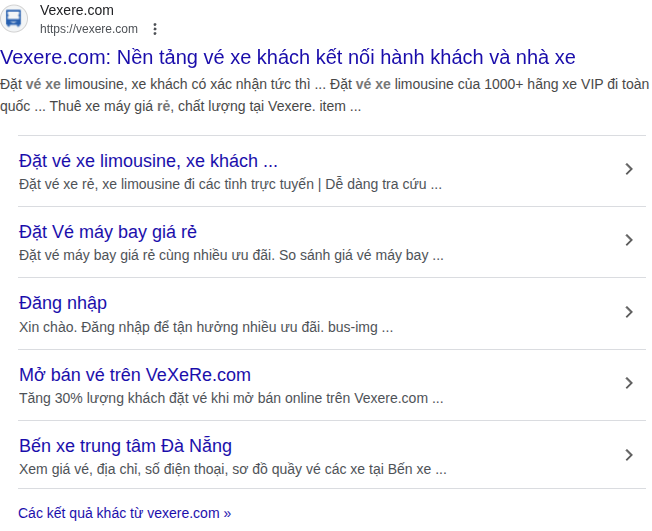 Vexere.com
https://vexere.com
Vexere.com: Nền tảng vé xe khách kết nối hành khách và nhà xe
Đặt vé xe limousine, xe khách có xác nhận tức thì ... Đặt vé xe limousine của 1000+ hãng xe VIP đi toàn
quốc ... Thuê xe máy giá rẻ, chất lượng tại Vexere. item ...
Đặt vé xe limousine, xe khách ...
Đặt vé xe rẻ, xe limousine đi các tỉnh trực tuyến | Dễ dàng tra cứu ...
Đặt Vé máy bay giá rẻ
Đặt vé máy bay giá rẻ cùng nhiều ưu đãi. So sánh giá vé máy bay ...
Đăng nhập
Xin chào. Đăng nhập để tận hưởng nhiều ưu đãi. bus-img ...
Mở bán vé trên VeXeRe.com
Tăng 30% lượng khách đặt vé khi mở bán online trên Vexere.com ...
Bến xe trung tâm Đà Nẵng
Xem giá vé, địa chỉ, số điện thoại, sơ đồ quầy vé các xe tại Bến xe ...
Các kết quả khác từ vexere.com »